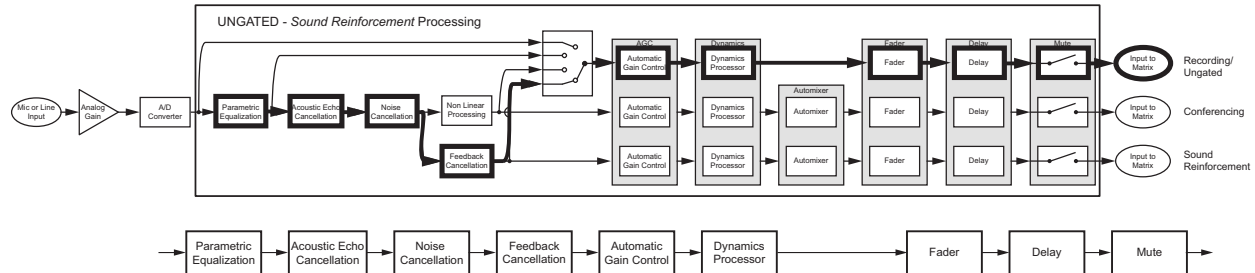 UNGATED - Sound Reinforcement Processing
AGC
Dynamics
Fader
Delay
Mute
Automatic
Gain Control
Dynamics
Processor
Fader
Delay
Input to
Matrix
Recording/
Ungated
Automixer
Mic or Line
Input
Analog
Gain
A/D
Converter
Parametric
Equalization
Acoustic Echo
Cancellation
Noise
Cancellation
Non Linear
Processing
Automatic
Gain Control
Dynamics
Processor
Automixer
Fader
Delay
Input to
Matrix
Conferencing
Feedback
Cancellation
Automatic
Gain Control
Dynamics
Processor
Automixer
Fader
Delay
Input to
Matrix
Sound
Reinforcement
Parametric
Equalization
Acoustic Echo
Cancellation
Noise
Cancellation
Feedback
Cancellation
Automatic
Gain Control
Dynamics
Processor
Fader
Delay
Mute